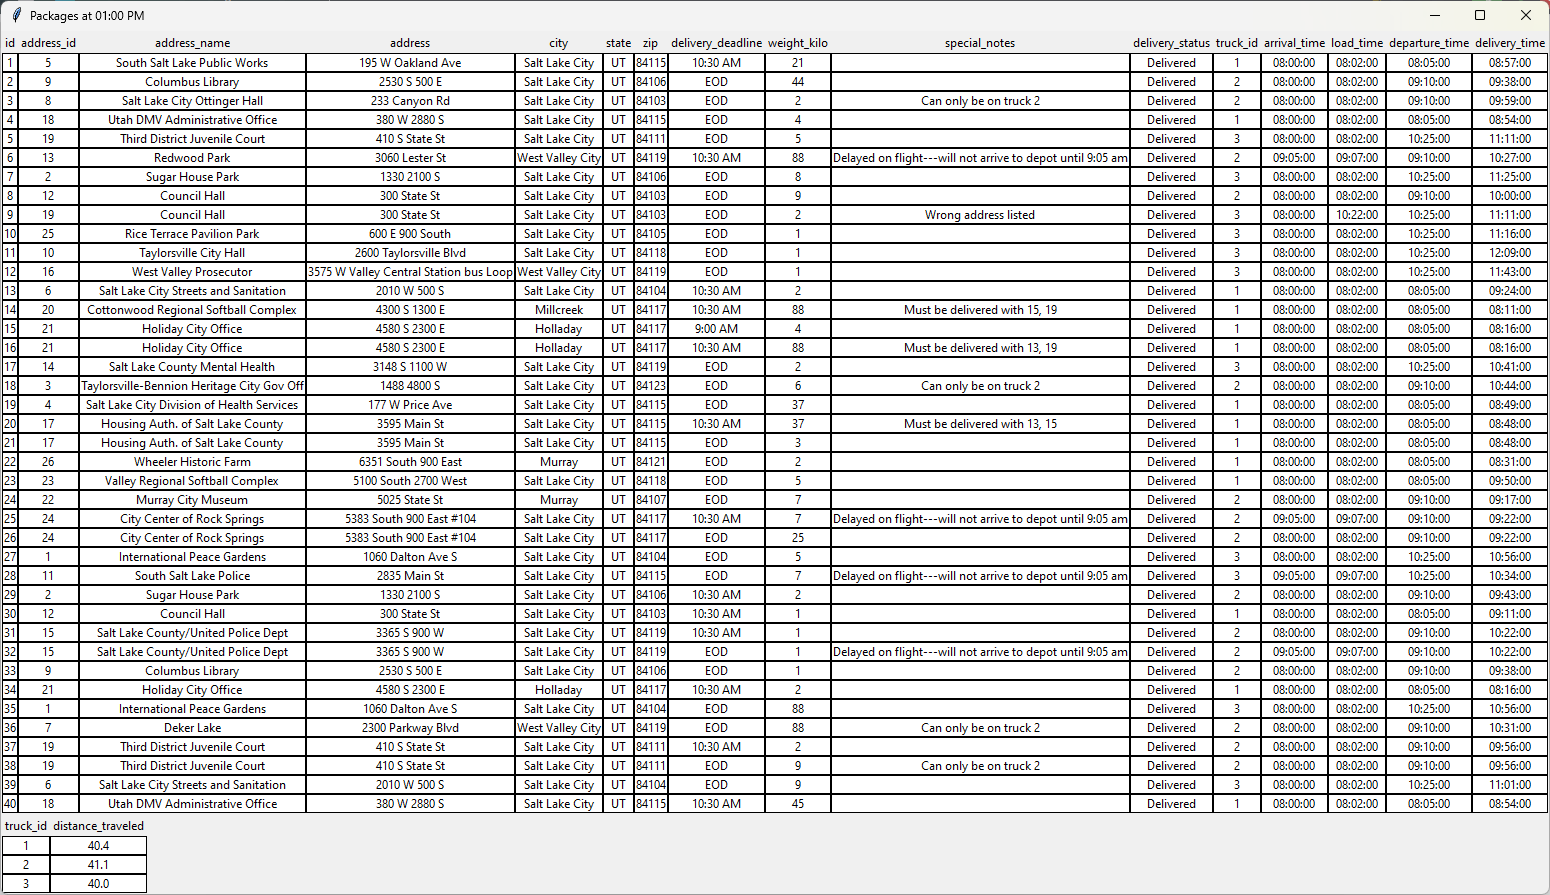 Packages at 01:00 PM
id address_id address_name address city state zip delivery_deadline weight_kilo special_notes delivery_status truck_id arrival_time load_time departure_time delivery_time
1 5 South Salt Lake Public Works 195 W Oakland Ave Salt Lake City UT 84115 10:30 AM 21 Delivered 1 08:00:00 08:02:00 08:05:00 08:57:00
2 9 Columbus Library 2530 S 500 E Salt Lake City UT 84106 EOD 44 Delivered 2 08:00:00 08:02:00 09:10:00 09:38:00
3 8 Salt Lake City Ottinger Hall 233 Canyon Rd Salt Lake City UT 84103 EOD 2 Can only be on truck 2 Delivered 2 08:00:00 08:02:00 09:10:00 09:59:00
4 18 Utah DMV Administrative Office 380 W 2880 S Salt Lake City UT 84115 EOD 4 Delivered 1 08:00:00 08:02:00 08:05:00 08:54:00
5 19 Third District Juvenile Court 410 S State St Salt Lake City UT 84111 EOD 5 Delivered 3 08:00:00 08:02:00 10:25:00 11:11:00
6 13 Redwood Park 3060 Lester St West Valley City UT 84119 10:30 AM 88 Delayed on flight---will not arrive to depot until 9:05 am Delivered 2 09:05:00 09:07:00 09:10:00 10:27:00
7 2 Sugar House Park 1330 2100 S Salt Lake City UT 84106 EOD 8 Delivered 3 08:00:00 08:02:00 10:25:00 11:25:00
8 12 Council Hall 300 State St Salt Lake City UT 84103 EOD 9 Delivered 2 08:00:00 08:02:00 09:10:00 10:00:00
9 19 Council Hall 300 State St Salt Lake City UT 84103 EOD 2 Wrong address listed Delivered 3 08:00:00 10:22:00 10:25:00 11:11:00
10 25 Rice Terrace Pavilion Park 600 E 900 South Salt Lake City UT 84105 EOD 1 Delivered 3 08:00:00 08:02:00 10:25:00 11:16:00
11 10 Taylorsville City Hall 2600 Taylorsville Blvd Salt Lake City UT 84118 EOD 1 Delivered 3 08:00:00 08:02:00 10:25:00 12:09:00
12 16 West Valley Prosecutor 3575 W Valley Central Station bus Loop West Valley City UT 84119 EOD 1 Delivered 3 08:00:00 08:02:00 10:25:00 11:43:00
13 6 Salt Lake City Streets and Sanitation 2010 W 500 S Salt Lake City UT 84104 10:30 AM 2 Delivered 1 08:00:00 08:02:00 08:05:00 09:24:00
14 20 Cottonwood Regional Softball Complex 4300 S 1300 E Millcreek UT 84117 10:30 AM 88 Must be delivered with 15, 19 Delivered 1 08:00:00 08:02:00 08:05:00 08:11:00
15 21 Holiday City Office 4580 S 2300 E Holladay UT 84117 9:00 AM 4 Delivered 1 08:00:00 08:02:00 08:05:00 08:16:00
16 21 Holiday City Office 4580 S 2300 E Holladay UT 84117 10:30 AM 88 Must be delivered with 13, 19 Delivered 1 08:00:00 08:02:00 08:05:00 08:16:00
17 14 Salt Lake County Mental Health 3148 S 1100 W Salt Lake City UT 84119 EOD 2 Delivered 3 08:00:00 08:02:00 10:25:00 10:41:00
18 3 Taylorsville-Bennion Heritage City Gov Off 1488 4800 S Salt Lake City UT 84123 EOD 6 Can only be on truck 2 Delivered 2 08:00:00 08:02:00 09:10:00 10:44:00
19 4 Salt Lake City Division of Health Services 177 W Price Ave Salt Lake City UT 84115 EOD 37 Delivered 1 08:00:00 08:02:00 08:05:00 08:49:00
20 17 Housing Auth. of Salt Lake County 3595 Main St Salt Lake City UT 84115 10:30 AM 37 Must be delivered with 13, 15 Delivered 1 08:00:00 08:02:00 08:05:00 08:48:00
21 17 Housing Auth. of Salt Lake County 3595 Main St Salt Lake City UT 84115 EOD 3 Delivered 1 08:00:00 08:02:00 08:05:00 08:48:00
22 26 Wheeler Historic Farm 6351 South 900 East Murray UT 84121 EOD 2 Delivered 1 08:00:00 08:02:00 08:05:00 08:31:00
23 23 Valley Regional Softball Complex 5100 South 2700 West Salt Lake City UT 84118 EOD 5 Delivered 1 08:00:00 08:02:00 08:05:00 09:50:00
24 22 Murray City Museum 5025 State St Murray UT 84107 EOD 7 Delivered 2 08:00:00 08:02:00 09:10:00 09:17:00
25 24 City Center of Rock Springs 5383 South 900 East #104 Salt Lake City UT 84117 10:30 AM 7 Delayed on flight---will not arrive to depot until 9:05 am Delivered 2 09:05:00 09:07:00 09:10:00 09:22:00
26 24 City Center of Rock Springs 5383 South 900 East #104 Salt Lake City UT 84117 EOD 25 Delivered 2 08:00:00 08:02:00 09:10:00 09:22:00
27 1 International Peace Gardens 1060 Dalton Ave S Salt Lake City UT 84104 EOD 5 Delivered 3 08:00:00 08:02:00 10:25:00 10:56:00
28 11 South Salt Lake Police 2835 Main St Salt Lake City UT 84115 EOD 7 Delayed on flight---will not arrive to depot until 9:05 am Delivered 3 09:05:00 09:07:00 10:25:00 10:34:00
29 2 Sugar House Park 1330 2100 S Salt Lake City UT 84106 10:30 AM 2 Delivered 2 08:00:00 08:02:00 09:10:00 09:43:00
30 12 Council Hall 300 State St Salt Lake City UT 84103 10:30 AM 1 Delivered 1 08:00:00 08:02:00 08:05:00 09:11:00
31 15 Salt Lake County/United Police Dept 3365 S 900 W Salt Lake City UT 84119 10:30 AM 1 Delivered 2 08:00:00 08:02:00 09:10:00 10:22:00
32 15 Salt Lake County/United Police Dept 3365 S 900 W Salt Lake City UT 84119 EOD 1 Delayed on flight---will not arrive to depot until 9:05 am Delivered 2 09:05:00 09:07:00 09:10:00 10:22:00
33 9 Columbus Library 2530 S 500 E Salt Lake City UT 84106 EOD 1 Delivered 2 08:00:00 08:02:00 09:10:00 09:38:00
34 21 Holiday City Office 4580 S 2300 E Holladay UT 84117 10:30 AM 2 Delivered 1 08:00:00 08:02:00 08:05:00 08:16:00
35 1 International Peace Gardens 1060 Dalton Ave S Salt Lake City UT 84104 EOD 88 Delivered 3 08:00:00 08:02:00 10:25:00 10:56:00
36 7 Deker Lake 2300 Parkway Blvd West Valley City UT 84119 EOD 88 Can only be on truck 2 Delivered 2 08:00:00 08:02:00 09:10:00 10:31:00
37 19 Third District Juvenile Court 410 S State St Salt Lake City UT 84111 10:30 AM 2 Delivered 2 08:00:00 08:02:00 09:10:00 09:56:00
38 19 Third District Juvenile Court 410 S State St Salt Lake City UT 84111 EOD 9 Can only be on truck 2 Delivered 2 08:00:00 08:02:00 09:10:00 09:56:00
39 6 Salt Lake City Streets and Sanitation 2010 W 500 S Salt Lake City UT 84104 EOD 9 Delivered 3 08:00:00 08:02:00 10:25:00 11:01:00
40 18 Utah DMV Administrative Office 380 W 2880 S Salt Lake City UT 84115 10:30 AM 45 Delivered 1 08:00:00 08:02:00 08:05:00 08:54:00
truck_id distance_traveled
1 40.4
2 41.1
3 40.0